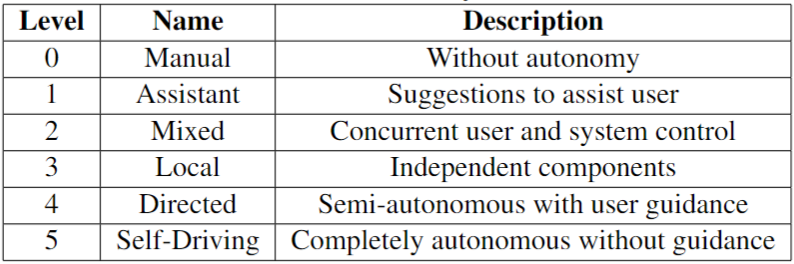 Level Name Description
0 Manual Without autonomy
1 Assistant Suggestions to assist user
2 Mixed Concurrent user and system control
3 Local Independent components
4 Directed Semi-autonomous with user guidance
5 Self-Driving Completely autonomous without guidance